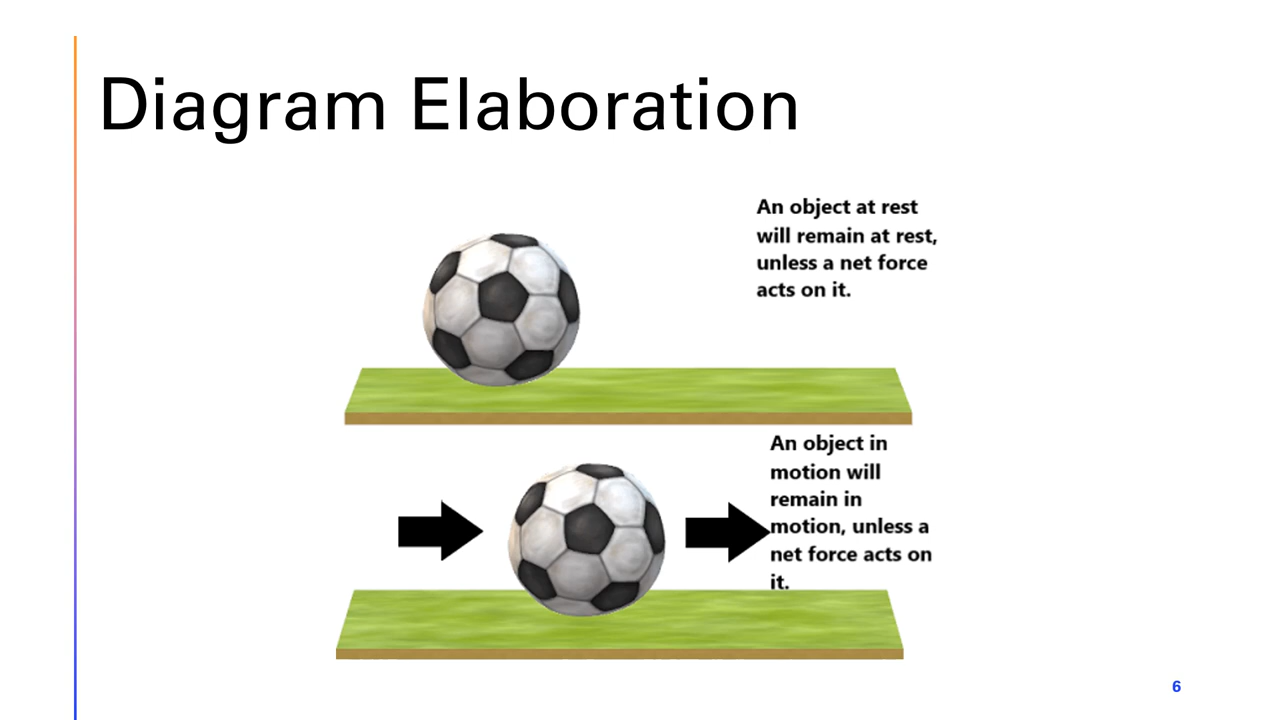 Diagram Elaboration
An object at rest
will remain at rest,
unless a net force
acts on it.
An object in
motion will
remain in
motion, unless a
net force acts on
it.
6